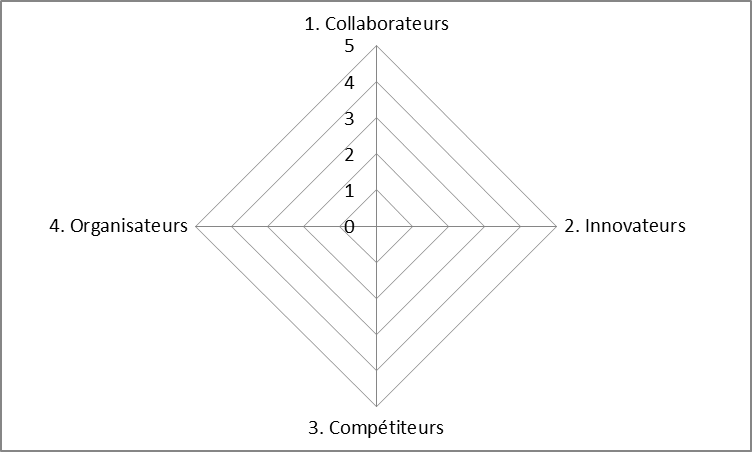 1. Collaborateurs
5
4
3
2
1
0
4. Organisateurs
2. Innovateurs
3. Compétiteurs